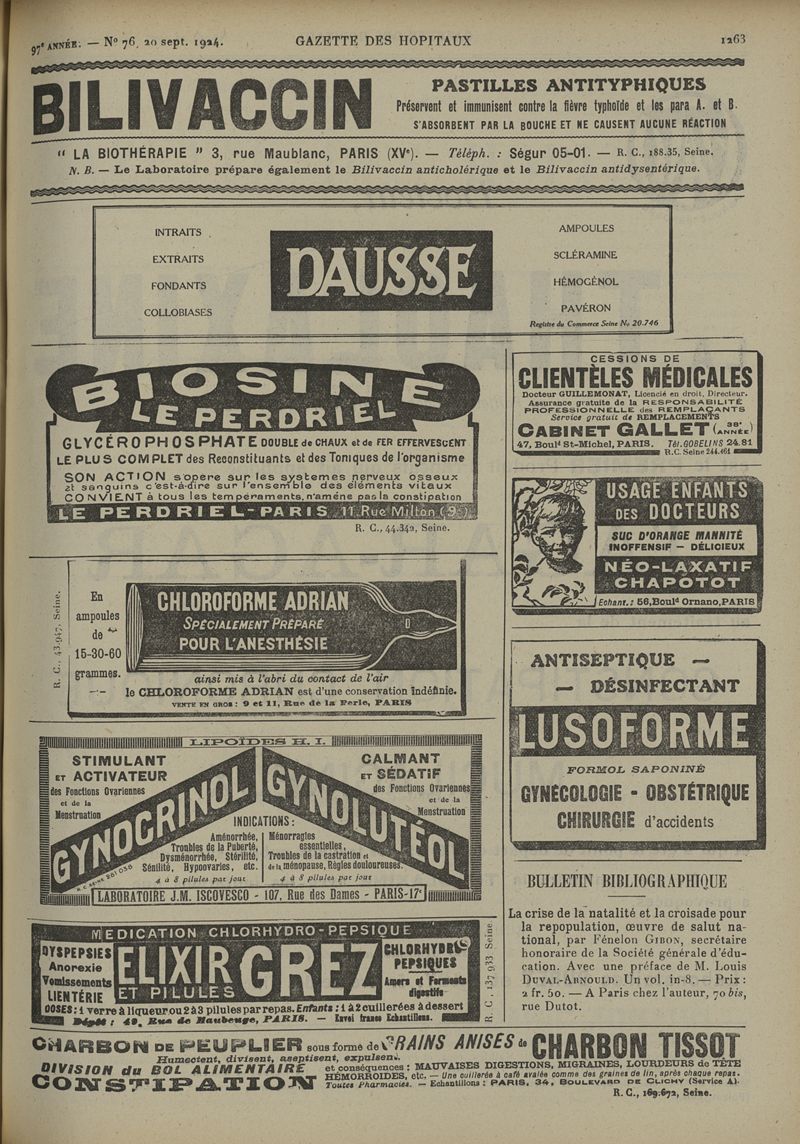 97e ANNÉE. — No 76, 20 sept. 1924.
GAZETTE DES HOPITAUX
1263
BILIVACCIN
PASTILLES ANTITYPHIQUES
Préservent et immunisent contre la fièvre typhoïde et les para A. et B.
S'ABSORBENT PAR LA BOUCHE ET NE CAUSENT AUCUNE RÉACTION
" LA BIOTHÉRAPIE " 3, rue Maublanc, PARIS (XVe). — Téléph. : Ségur 05-01. — R. C., 188.35, Seine.
N. B. — Le Laboratoire prépare également le Bilivaccin anticholérique et le Bilivaccin antidysentérique.
INTRAITS
EXTRAITS
FONDANTS
COLLOBIASES
DAUSSE
AMPOULES
SCLÉRAMINE
HÉMOGÉNOL
PAVÉRON
Registre du Commerce Seine No 20.746
BIOSINE
LE PERDRIEL
GLYCÉROPHOSPHATE DOUBLE de CHAUX et de FER EFFERVESCENT
LE PLUS COMPLET des Reconstituants et des Toniques de l'organisme
SON ACTION s'opere sur les systemes nerveux osseux
et sanguins c'est-à-dire sur l'ensemble des éléments vitaux
CONVIENT à tous les tempéraments, n'améne pas la constipation
LE PERDRIEL-PARIS 11, Rue Milton (9e)
R. C., 44.342, Seine.
CESSIONS DE
CLIENTÈLES MÉDICALES
Docteur GUILLEMONAT, Licencié en droit, Directeur.
Assurance gratuite de la RESPONSABILITÉ
PROFESSIONNELLE des REMPLAÇANTS
Service gratuit de REMPLACEMENTS
CABINET GALLET (38e ANNÉE)
47, Bould St-Michel, PARIS. Tél. GOBELINS 24.81
R.C. Seine 244.461
USAGE ENFANTS
DES DOCTEURS
SUC D'ORANGE MANNITÉ
INOFFENSIF — DÉLICIEUX
NÉO-LAXATIF
CHAPOTOT
Echant.: 56, Bould Ornano, PARIS
R. C., 43.947, Seine.
En
ampoules
de
15-30-60
grammes.
CHLOROFORME ADRIAN
SPÉCIALEMENT PRÉPARÉ
POUR L'ANESTHÉSIE
ainsi mis à l'abri du contact de l'air
le CHLOROFORME ADRIAN est d'une conservation indéfinie.
VENTE EN GROS : 9 et 11, Rue de la Perle, PARIS
ANTISEPTIQUE —
— DÉSINFECTANT
LUSOFORME
FORMOL SAPONINÉ
GYNÉCOLOGIE - OBSTÉTRIQUE
CHIRURGIE d'accidents
LIPOÏDES H. I.
STIMULANT
ET ACTIVATEUR
des Fonctions Ovariennes
et de la
Menstruation
GYNOCRINOL
CALMANT
ET SÉDATIF
des Fonctions Ovariennes
et de la
Menstruation
GYNOLUTÉOL
INDICATIONS :
Aménorrhée,
Troubles de la Puberté,
Dysménorrhée, Stérilité,
Sénilité, Hypoovaries, etc.
4 à 8 pilules par jour
Ménorragies
essentielles,
Troubles de la castration et
de la ménopause, Règles douloureuses.
4 à 8 pilules par jour
LABORATOIRE J.M. ISCOVESCO - 107, Rue des Dames - PARIS-17e
BULLETIN BIBLIOGRAPHIQUE
La crise de la natalité et la croisade pour
la repopulation, œuvre de salut na-
tional, par Fénelon GIBON, secrétaire
honoraire de la Société générale d'édu-
cation. Avec une préface de M. Louis
DUVAL-ARNOULD. Un vol. in-8. — Prix :
2 fr. 50. — A Paris chez l'auteur, 70 bis,
rue Dutot.
MEDICATION CHLORHYDRO-PEPSIQUE
DYSPEPSIES
Anorexie
Vomissements
LIENTÉRIE
ELIXIR GREZ
ET PILULES
CHLORHYDRO
PEPSIQUES
Amers et Ferments
digestifs
DOSES: 1 verre à liqueur ou 2 à 3 pilules par repas. Enfants : 1 à 2 cuillerées à dessert
Dépôt : 49, Rue de Maubeuge, PARIS. — Envoi franco Echantillons.
R. C., 137.933 Seine.
CHARBON DE PEUPLIER sous forme de GRAINS ANISÉS de CHARBON TISSOT
Humectent, divisent, aseptisent, expulsent.
DIVISION du BOL ALIMENTAIRE et conséquences : MAUVAISES DIGESTIONS, MIGRAINES, LOURDEURS de TÊTE
HÉMORROIDES, etc. — Une cuillerée à café avalée comme des graines de lin, après chaque repas.
CONSTIPATION Toutes Pharmacies. — Echantillons : PARIS, 34, BOULEVARD DE CLICHY (Service A).
R. C., 169.672, Seine.